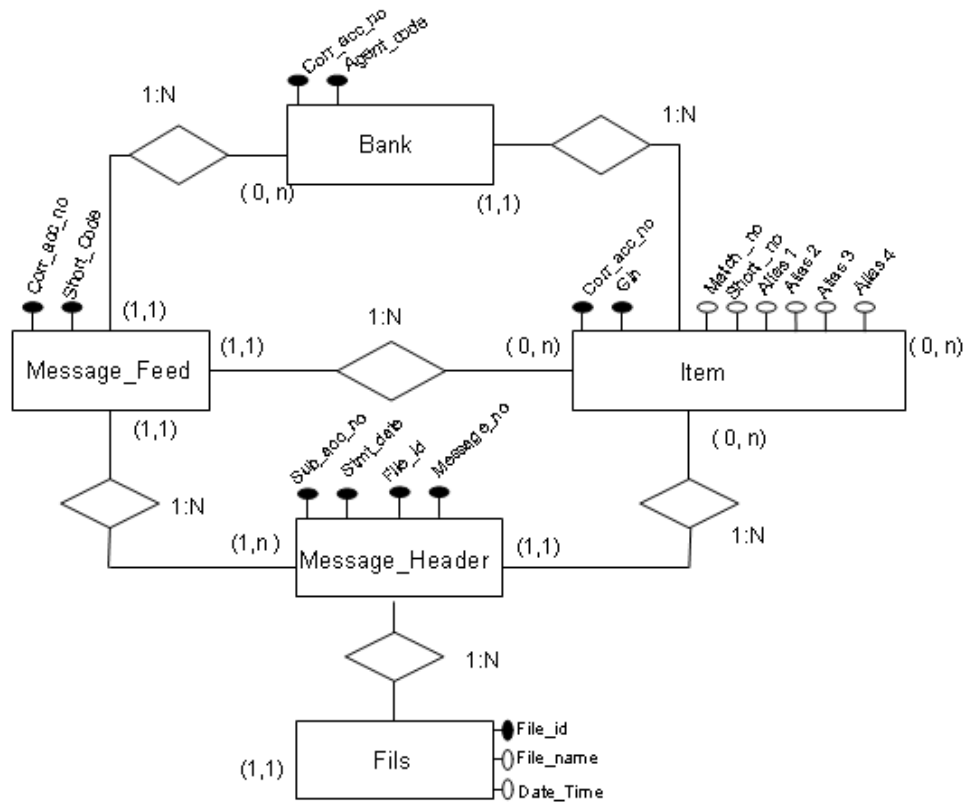 Corr_acc_no
Agent_code
1:N
1:N
Bank
( 0, n)
(1,1)
Corr_acc_no
Short_Code
Corr_acc_no
Gin
Match_no
Short_no
Alias 1
Alias 2
Alias 3
Alias 4
(1,1)
1:N
(1,1)
( 0, n)
( 0, n)
Message_Feed
Item
(1,1)
( 0, n)
Sub_acc_no
Stmt_date
File_id
Message_no
1:N
1:N
(1,n )
(1,1)
Message_Header
1:N
File_id
File_name
Date_Time
Fils
(1,1)